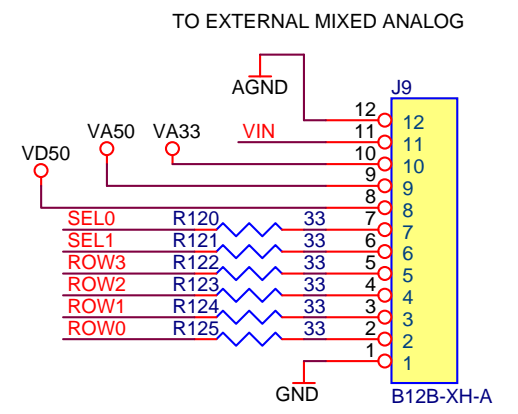 TO EXTERNAL MIXED ANALOG
J9
AGND
12 12
VA50 VA33 VIN 11 11
10 10
VD50
9 9
8 8
SEL0 R120 33 7 7
SEL1 R121 33 6 6
ROW3 R122 33 5 5
ROW2 R123 33 4 4
ROW1 R124 33 3 3
ROW0 R125 33 2 2
1 1
GND B12B-XH-A